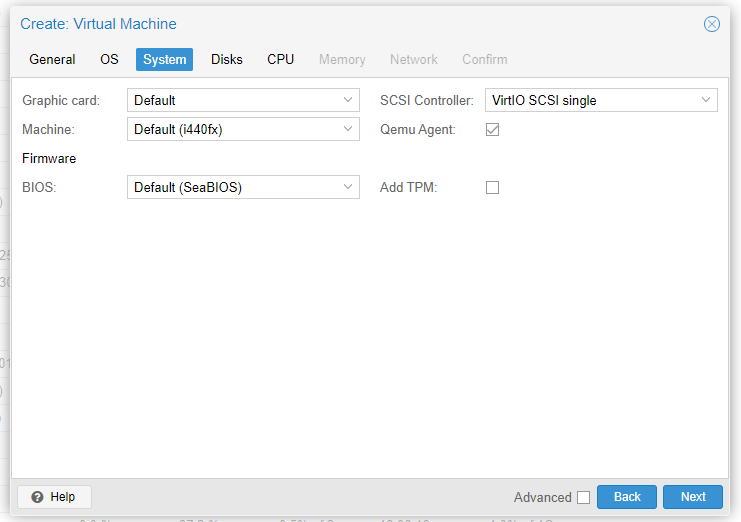 Create: Virtual Machine
General OS System Disks CPU Memory Network Confirm
Graphic card: Default SCSI Controller: VirtIO SCSI single
Machine: Default (i440fx) Qemu Agent:
Firmware
BIOS: Default (SeaBIOS) Add TPM:
Help Advanced Back Next